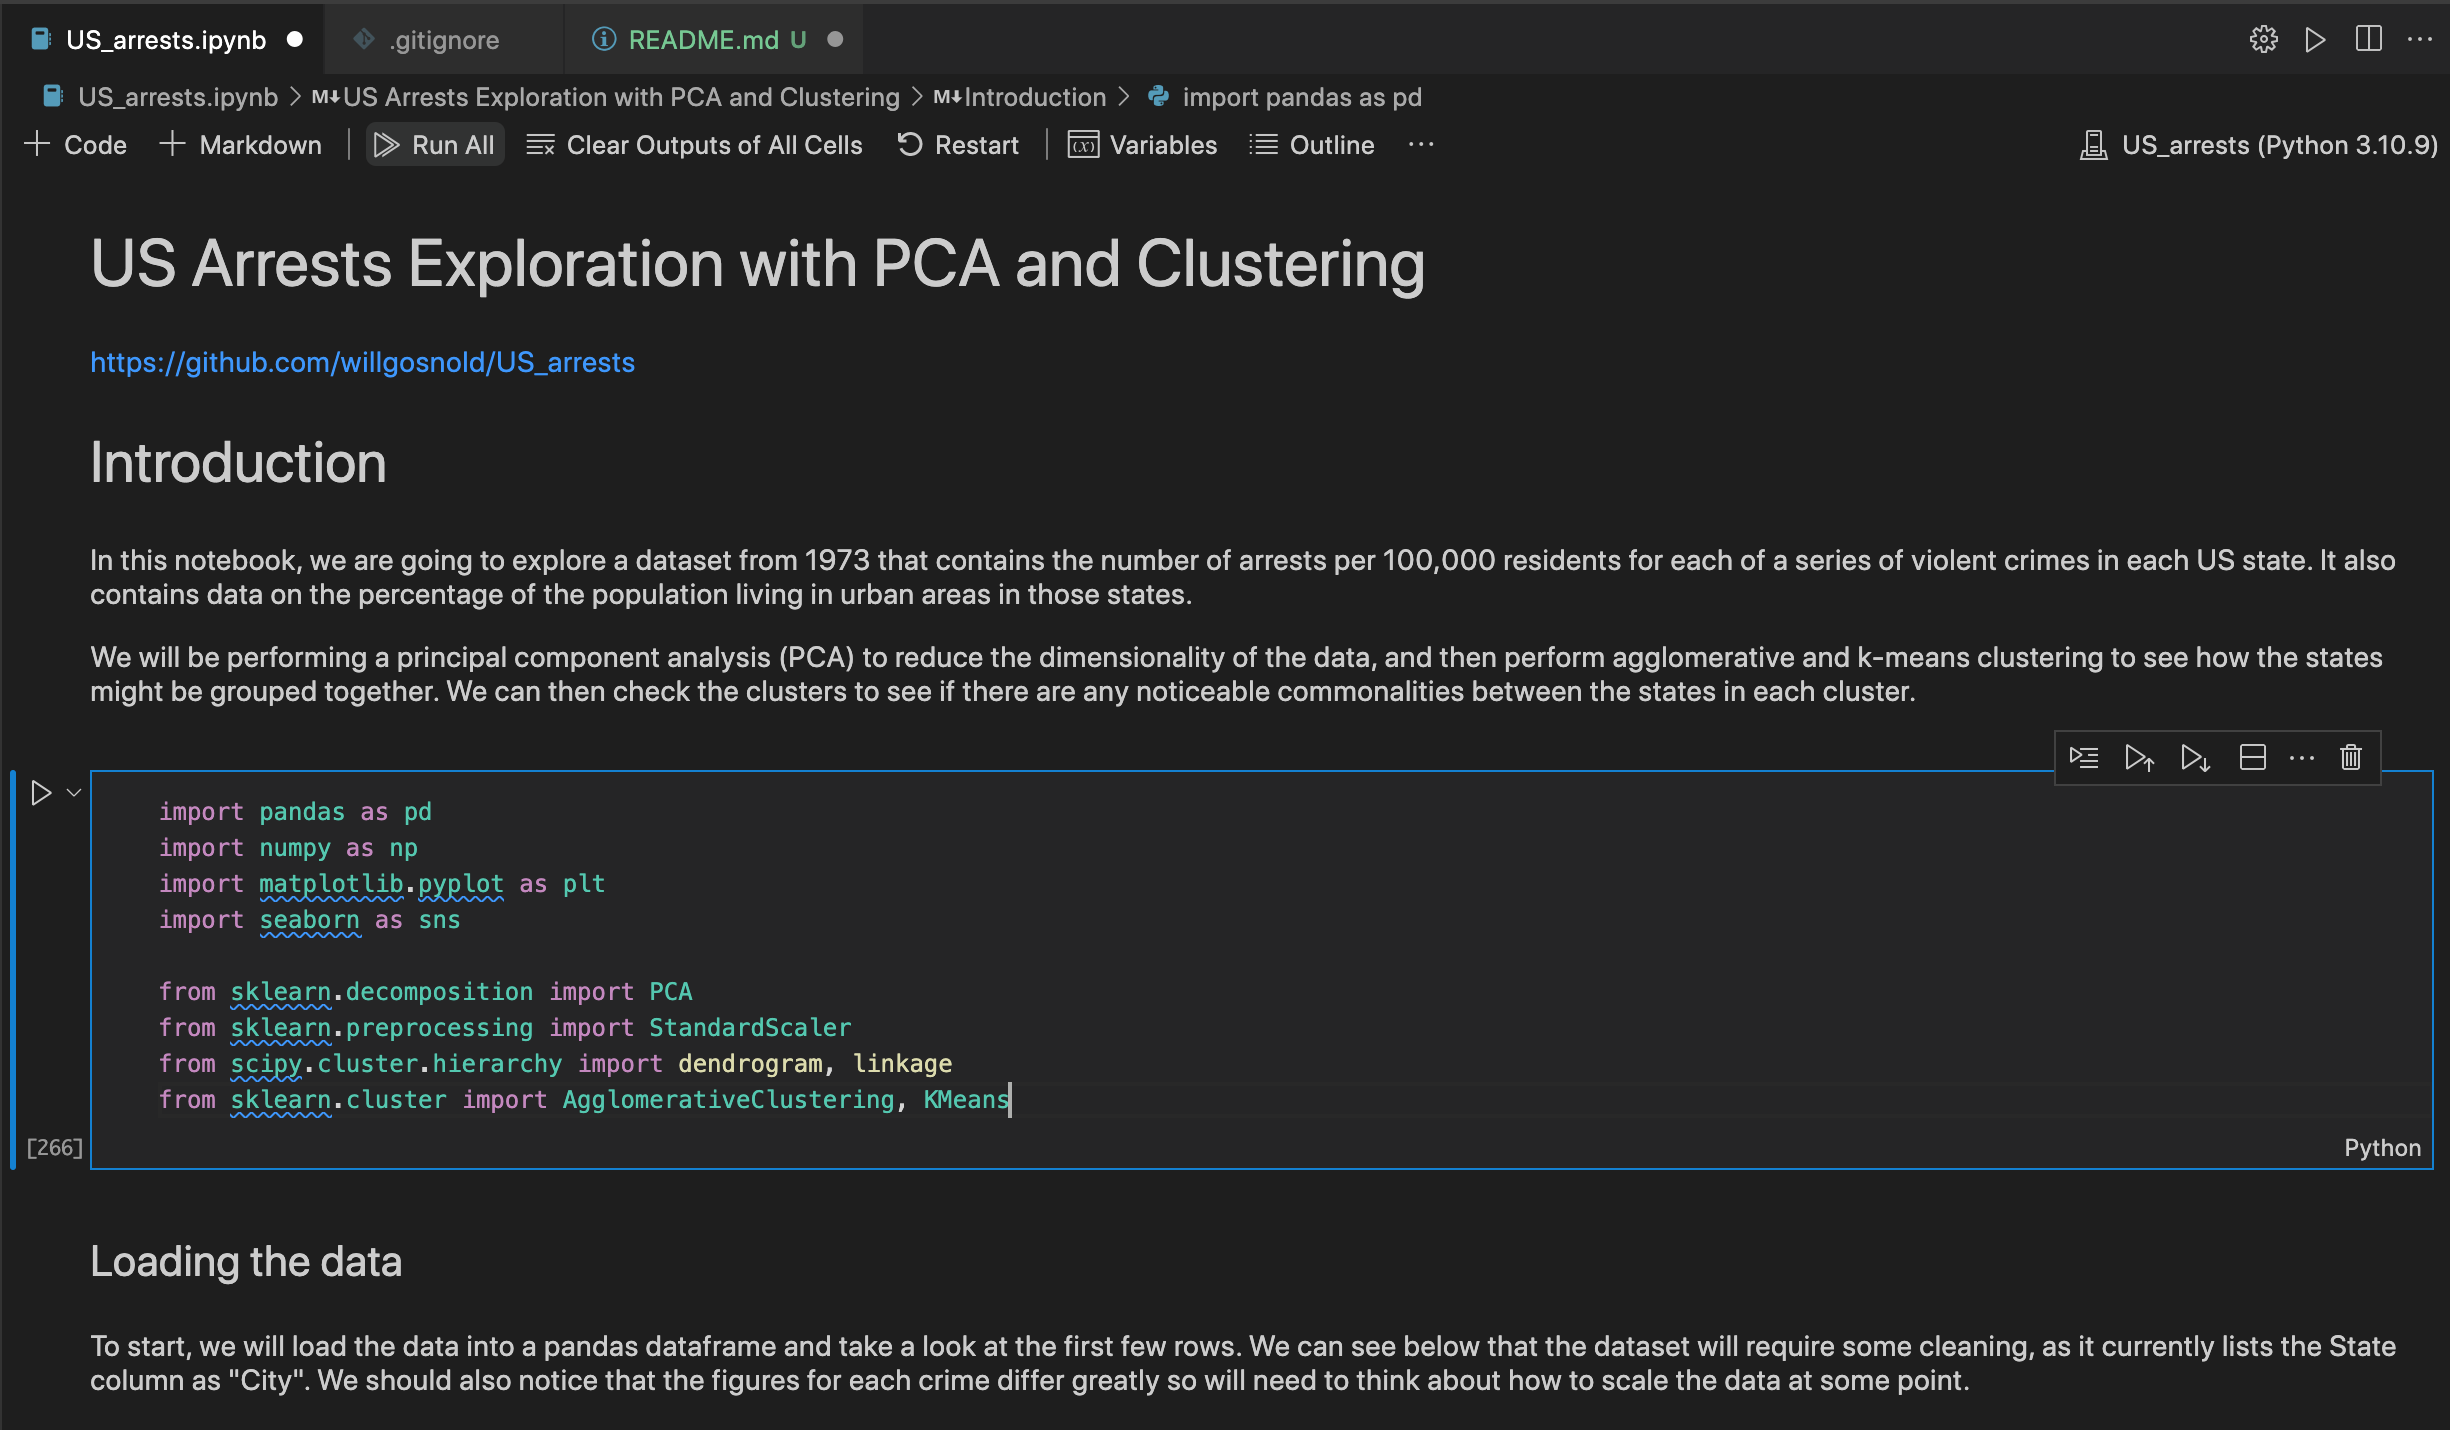 US_arrests.ipynb
.gitignore
README.md U
US_arrests.ipynb > M↓US Arrests Exploration with PCA and Clustering > M↓Introduction > import pandas as pd
+ Code + Markdown | Run All Clear Outputs of All Cells Restart | (x) Variables Outline ...
US_arrests (Python 3.10.9)
US Arrests Exploration with PCA and Clustering
https://github.com/willgosnold/US_arrests
Introduction
In this notebook, we are going to explore a dataset from 1973 that contains the number of arrests per 100,000 residents for each of a series of violent crimes in each US state. It also
contains data on the percentage of the population living in urban areas in those states.
We will be performing a principal component analysis (PCA) to reduce the dimensionality of the data, and then perform agglomerative and k-means clustering to see how the states
might be grouped together. We can then check the clusters to see if there are any noticeable commonalities between the states in each cluster.
import pandas as pd
import numpy as np
import matplotlib.pyplot as plt
import seaborn as sns
from sklearn.decomposition import PCA
from sklearn.preprocessing import StandardScaler
from scipy.cluster.hierarchy import dendrogram, linkage
from sklearn.cluster import AgglomerativeClustering, KMeans
[266]
Python
Loading the data
To start, we will load the data into a pandas dataframe and take a look at the first few rows. We can see below that the dataset will require some cleaning, as it currently lists the State
column as "City". We should also notice that the figures for each crime differ greatly so will need to think about how to scale the data at some point.